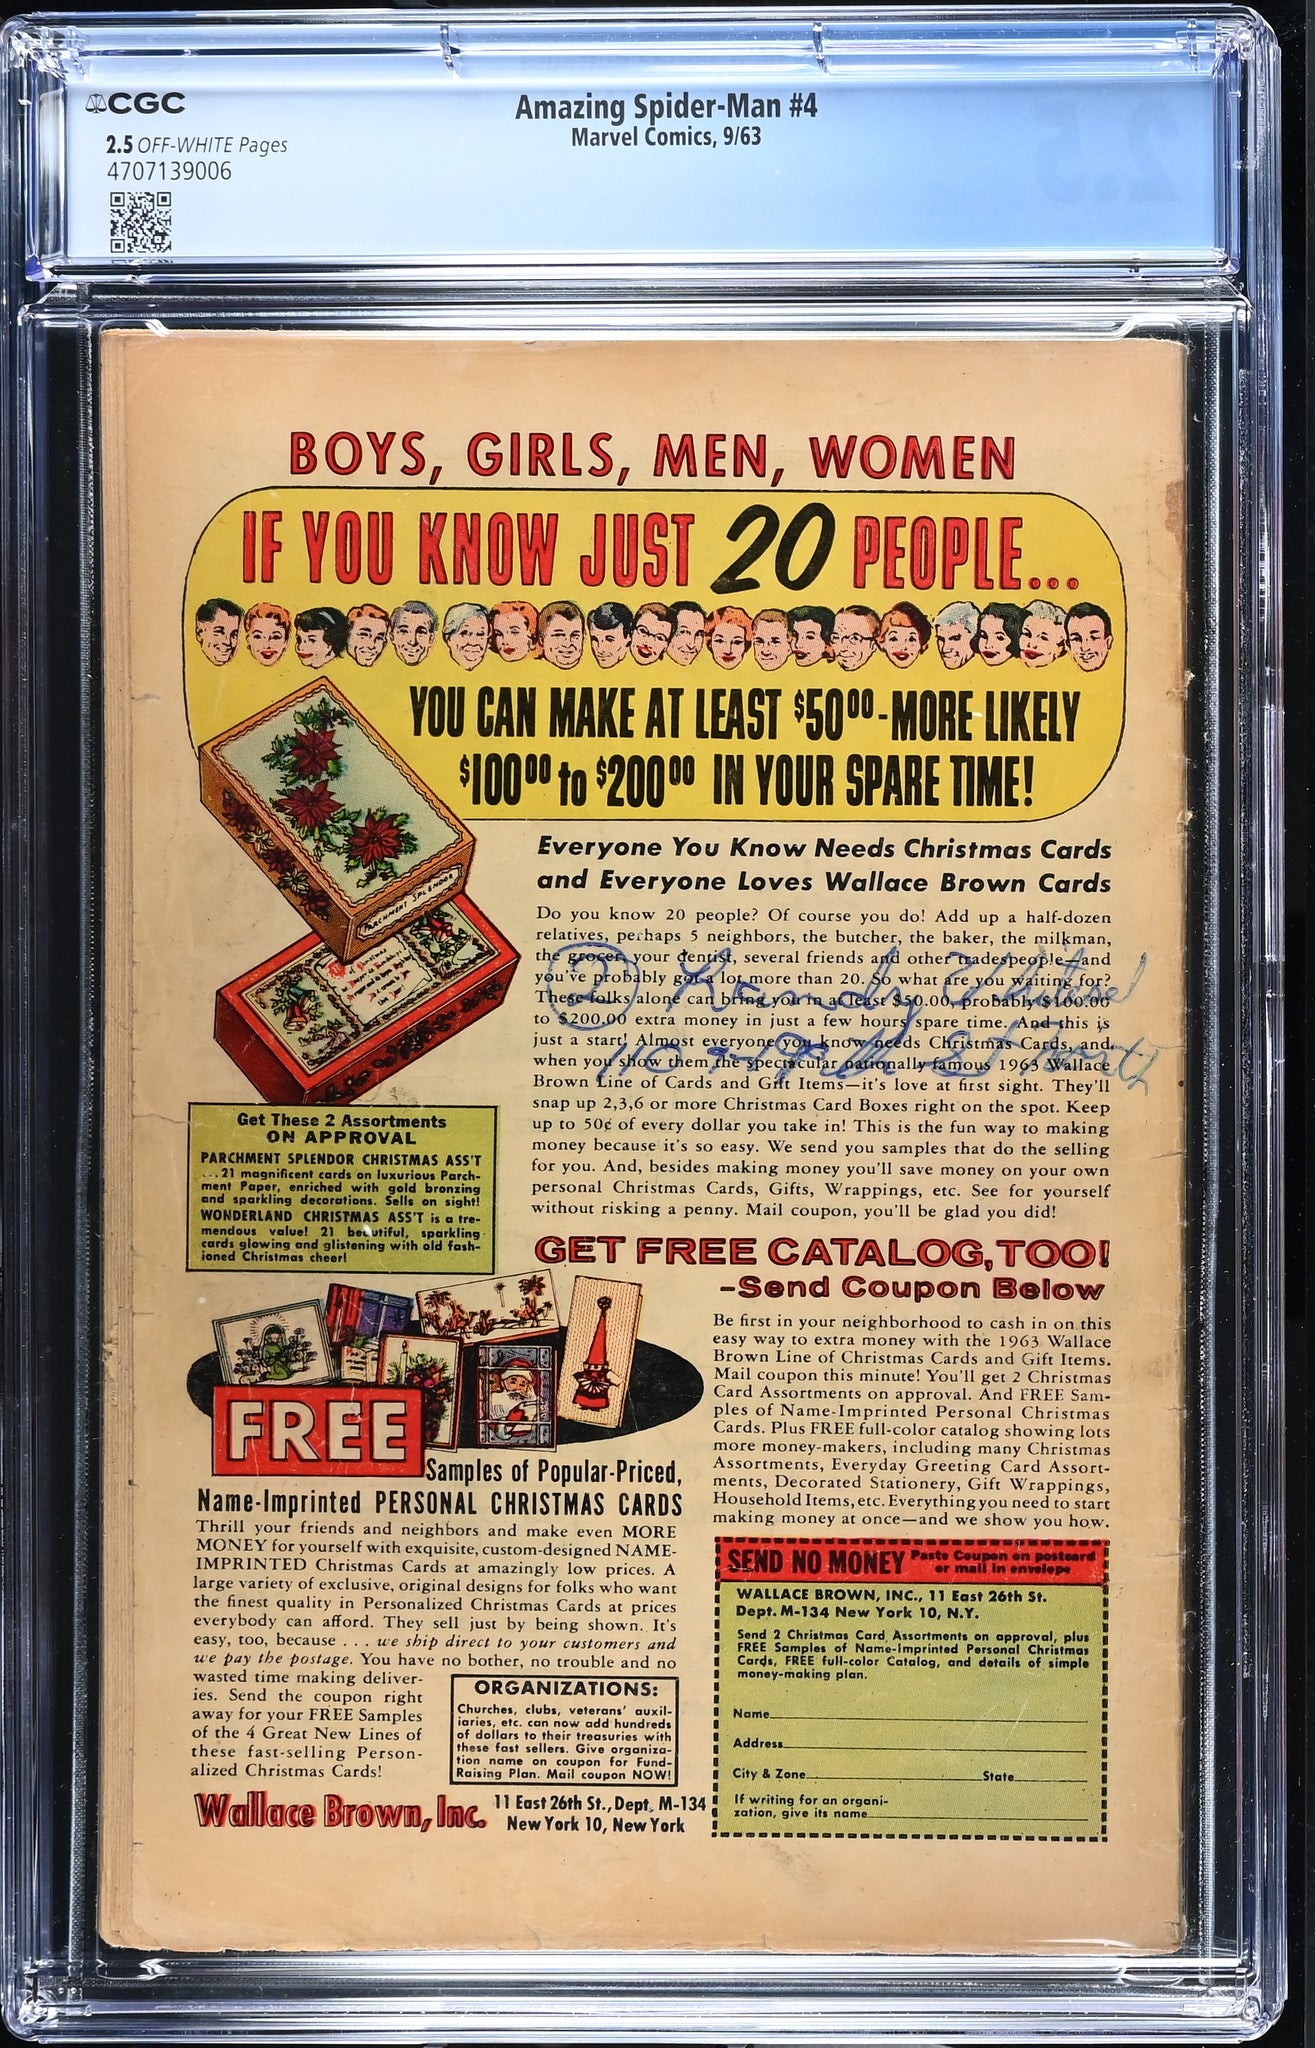 CGC
Amazing Spider-Man #4
Marvel Comics, 9/63
2.5 OFF-WHITE Pages
4707139006
2.5
BOYS, GIRLS, MEN, WOMEN
IF YOU KNOW JUST 20 PEOPLE...
YOU CAN MAKE AT LEAST $50⁰⁰-MORE LIKELY
$100⁰⁰ to $200⁰⁰ IN YOUR SPARE TIME!
PARCHMENT SPLENDOR
Everyone You Know Needs Christmas Cards
and Everyone Loves Wallace Brown Cards
Do you know 20 people? Of course you do! Add up a half-dozen
relatives, perhaps 5 neighbors, the butcher, the baker, the milkman,
the grocer, your dentist, several friends and other tradespeople—and
you've probably got a lot more than 20. So what are you waiting for?
These folks alone can bring you in at least $50.00, probably $100.00
to $200.00 extra money in just a few hours spare time. And this is
just a start! Almost everyone you know needs Christmas Cards, and
when you show them the spectacular nationally famous 1963 Wallace
Brown Line of Cards and Gift Items—it's love at first sight. They'll
snap up 2,3,6 or more Christmas Card Boxes right on the spot. Keep
up to 50¢ of every dollar you take in! This is the fun way to making
money because it's so easy. We send you samples that do the selling
for you. And, besides making money you'll save money on your own
personal Christmas Cards, Gifts, Wrappings, etc. See for yourself
without risking a penny. Mail coupon, you'll be glad you did!
2
Get These 2 Assortments
ON APPROVAL
PARCHMENT SPLENDOR CHRISTMAS ASS'T
...21 magnificent cards on luxurious Parch-
ment Paper, enriched with gold bronzing
and sparkling decorations. Sells on sight!
WONDERLAND CHRISTMAS ASS'T is a tre-
mendous value! 21 beautiful, sparkling
cards glowing and glistening with old fash-
ioned Christmas cheer!
GET FREE CATALOG, TOO!
-Send Coupon Below
Be first in your neighborhood to cash in on this
easy way to extra money with the 1963 Wallace
Brown Line of Christmas Cards and Gift Items.
Mail coupon this minute! You'll get 2 Christmas
Card Assortments on approval. And FREE Sam-
ples of Name-Imprinted Personal Christmas
Cards. Plus FREE full-color catalog showing lots
more money-makers, including many Christmas
Assortments, Everyday Greeting Card Assort-
ments, Decorated Stationery, Gift Wrappings,
Household Items, etc. Everything you need to start
making money at once—and we show you how.
FREE
Samples of Popular-Priced,
Name-Imprinted PERSONAL CHRISTMAS CARDS
Thrill your friends and neighbors and make even MORE
MONEY for yourself with exquisite, custom-designed NAME-
IMPRINTED Christmas Cards at amazingly low prices. A
large variety of exclusive, original designs for folks who want
the finest quality in Personalized Christmas Cards at prices
everybody can afford. They sell just by being shown. It's
easy, too, because . . . we ship direct to your customers and
we pay the postage. You have no bother, no trouble and no
wasted time making deliver-
ies. Send the coupon right
away for your FREE Samples
of the 4 Great New Lines of
these fast-selling Person-
alized Christmas Cards!
ORGANIZATIONS:
Churches, clubs, veterans' auxil-
iaries, etc. can now add hundreds
of dollars to their treasuries with
these fast sellers. Give organiza-
tion name on coupon for Fund-
Raising Plan. Mail coupon NOW!
Wallace Brown, Inc. 11 East 26th St., Dept. M-134
New York 10, New York
SEND NO MONEY Paste Coupon on postcard
or mail in envelope
WALLACE BROWN, INC., 11 East 26th St.
Dept. M-134 New York 10, N.Y.
Send 2 Christmas Card Assortments on approval, plus
FREE Samples of Name-Imprinted Personal Christmas
Cards, FREE full-color Catalog, and details of simple
money-making plan.
Name
Address
City & Zone State
If writing for an organi-
zation, give its name